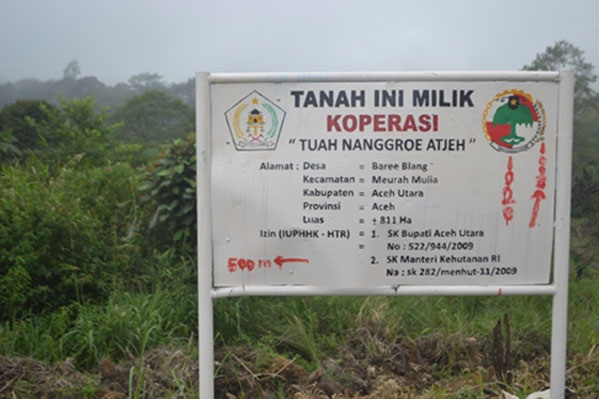 TANAH INI MILIK
KOPERASI
“ TUAH NANGGROE ATJEH ”
Alamat : Desa = Baree Blang
Kecamatan = Meurah Mulia
Kabupaten = Aceh Utara
Provinsi = Aceh
Luas = ± 811 Ha
Izin (IUPHHK - HTR) = 1. SK Bupati Aceh Utara
= No : 522/944/2009
2. SK Manteri Kehutanan RI
No : sk 282/menhut-11/2009
500 m